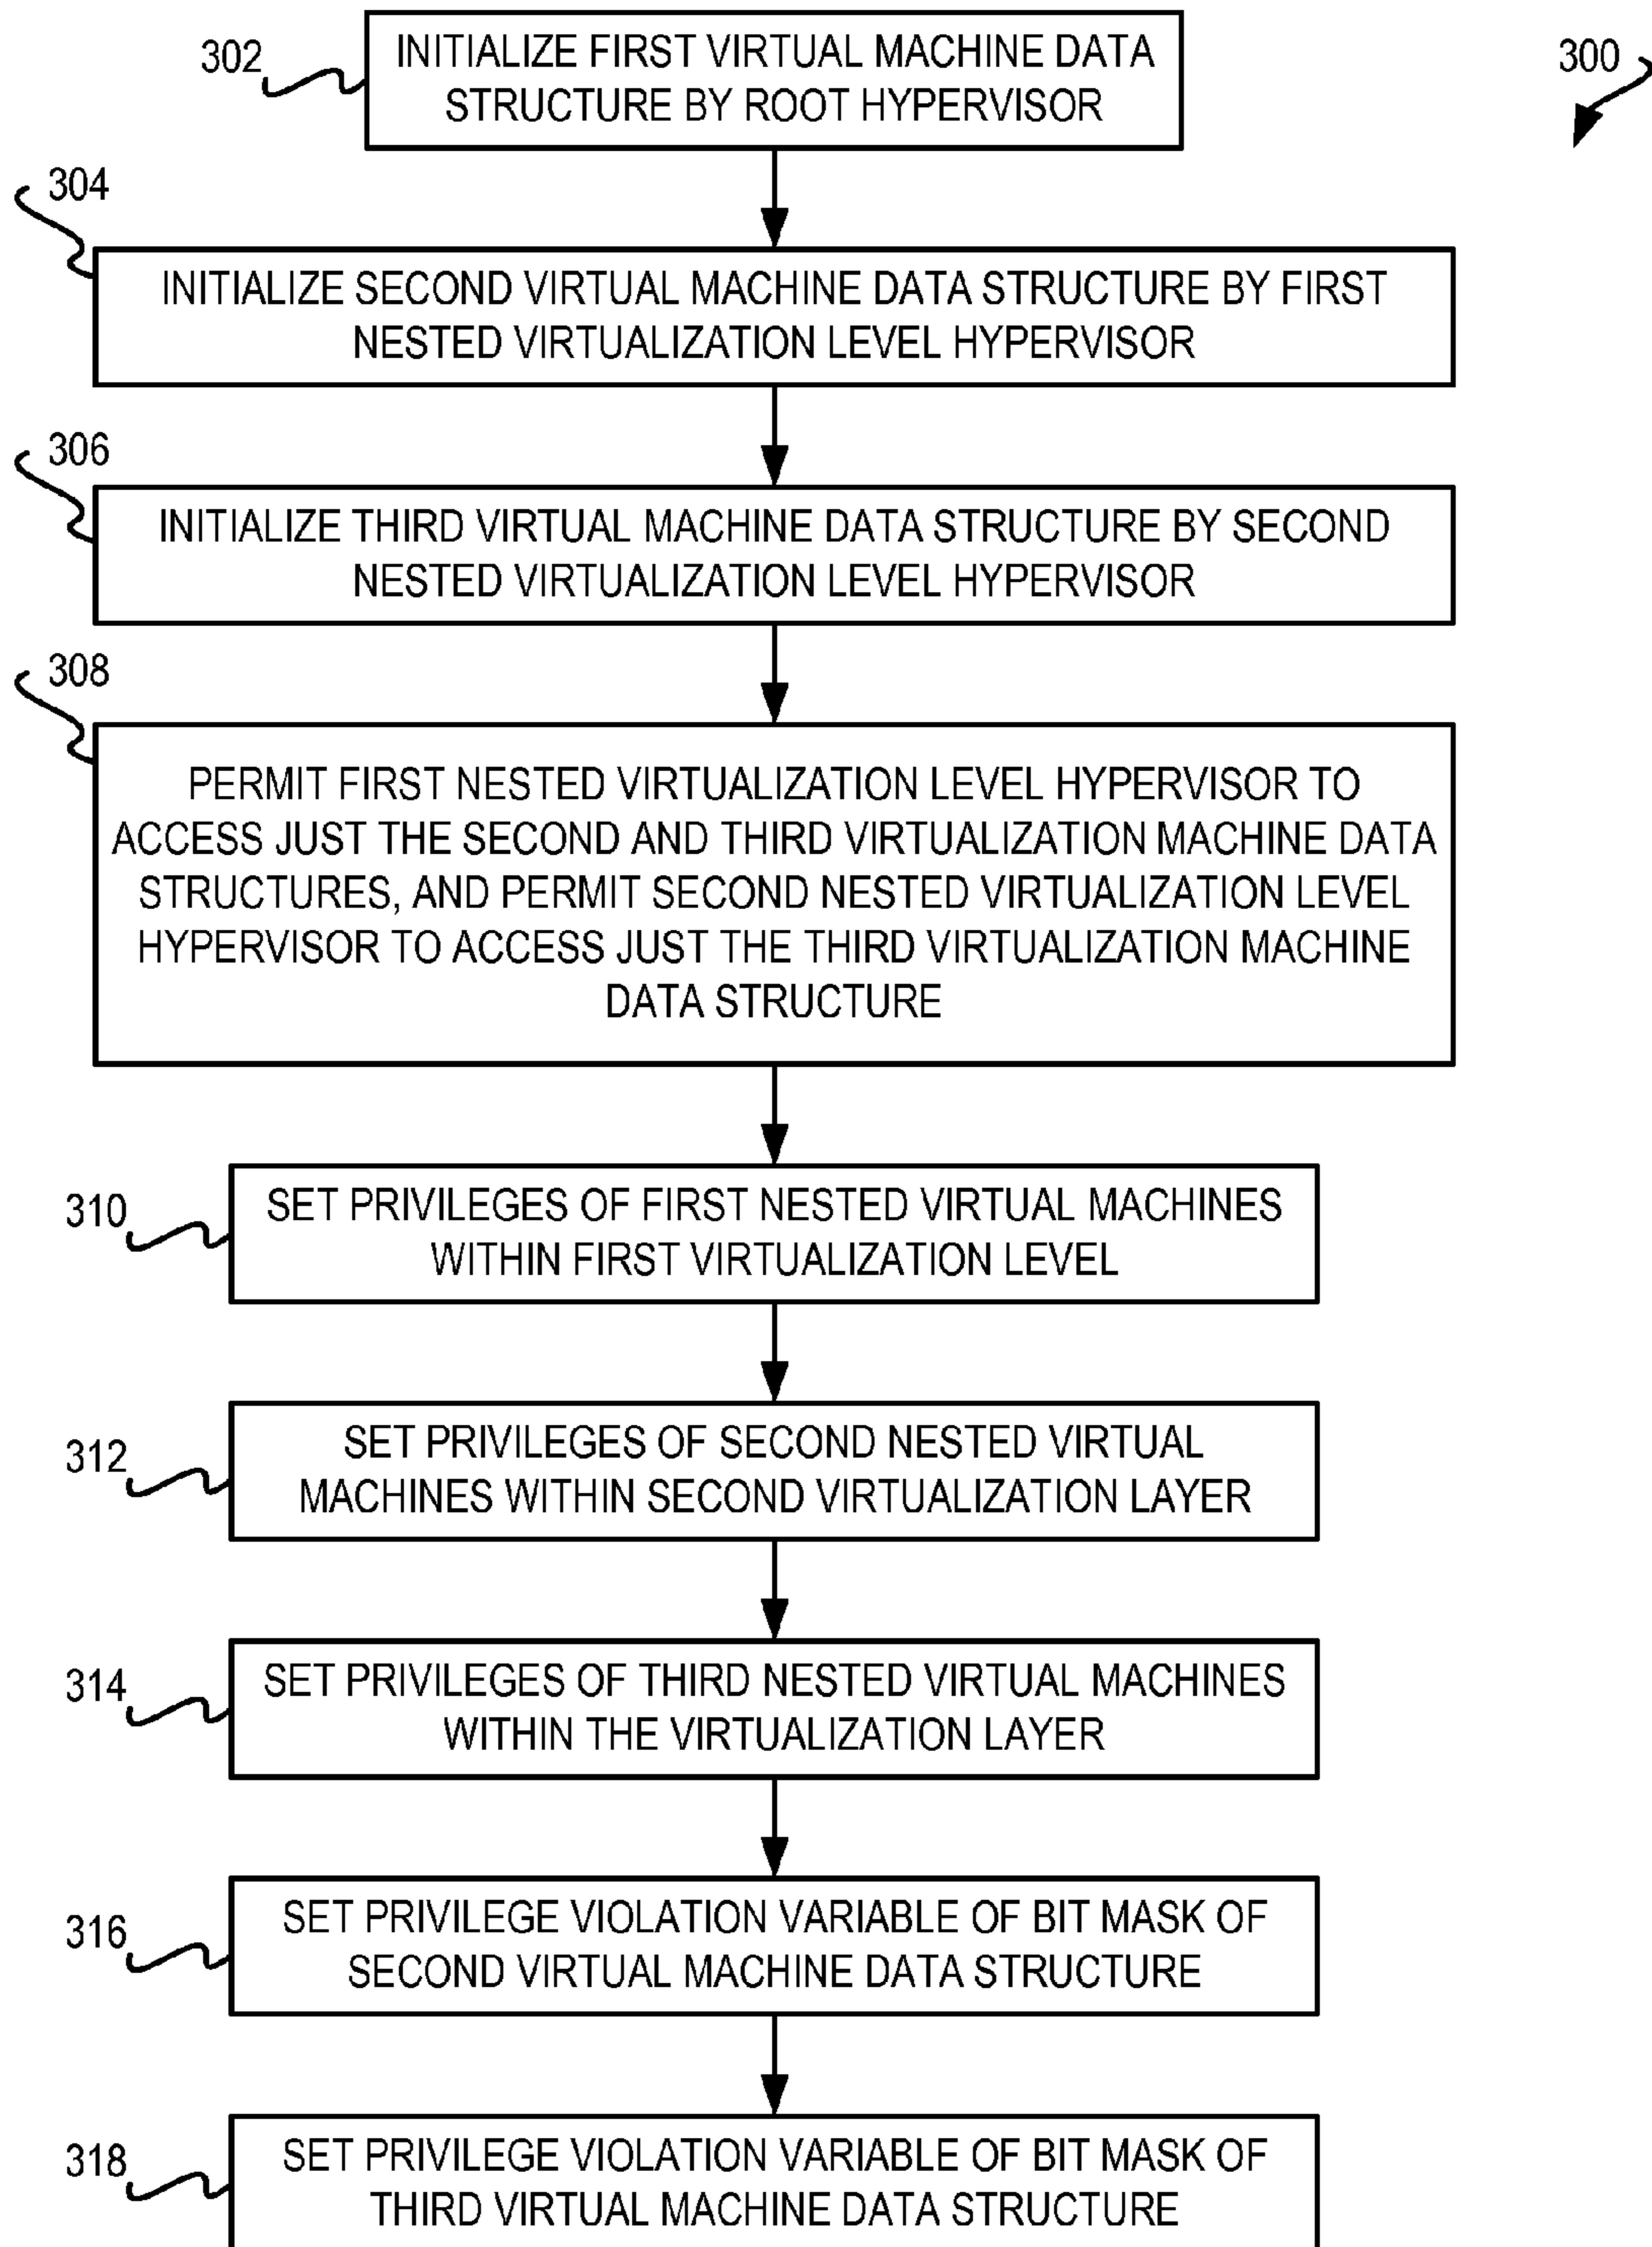 302
INITIALIZE FIRST VIRTUAL MACHINE DATA
STRUCTURE BY ROOT HYPERVISOR
300
304
INITIALIZE SECOND VIRTUAL MACHINE DATA STRUCTURE BY FIRST
NESTED VIRTUALIZATION LEVEL HYPERVISOR
306
INITIALIZE THIRD VIRTUAL MACHINE DATA STRUCTURE BY SECOND
NESTED VIRTUALIZATION LEVEL HYPERVISOR
308
PERMIT FIRST NESTED VIRTUALIZATION LEVEL HYPERVISOR TO
ACCESS JUST THE SECOND AND THIRD VIRTUALIZATION MACHINE DATA
STRUCTURES, AND PERMIT SECOND NESTED VIRTUALIZATION LEVEL
HYPERVISOR TO ACCESS JUST THE THIRD VIRTUALIZATION MACHINE
DATA STRUCTURE
310
SET PRIVILEGES OF FIRST NESTED VIRTUAL MACHINES
WITHIN FIRST VIRTUALIZATION LEVEL
312
SET PRIVILEGES OF SECOND NESTED VIRTUAL
MACHINES WITHIN SECOND VIRTUALIZATION LAYER
314
SET PRIVILEGES OF THIRD NESTED VIRTUAL MACHINES
WITHIN THE VIRTUALIZATION LAYER
316
SET PRIVILEGE VIOLATION VARIABLE OF BIT MASK OF
SECOND VIRTUAL MACHINE DATA STRUCTURE
318
SET PRIVILEGE VIOLATION VARIABLE OF BIT MASK OF
THIRD VIRTUAL MACHINE DATA STRUCTURE